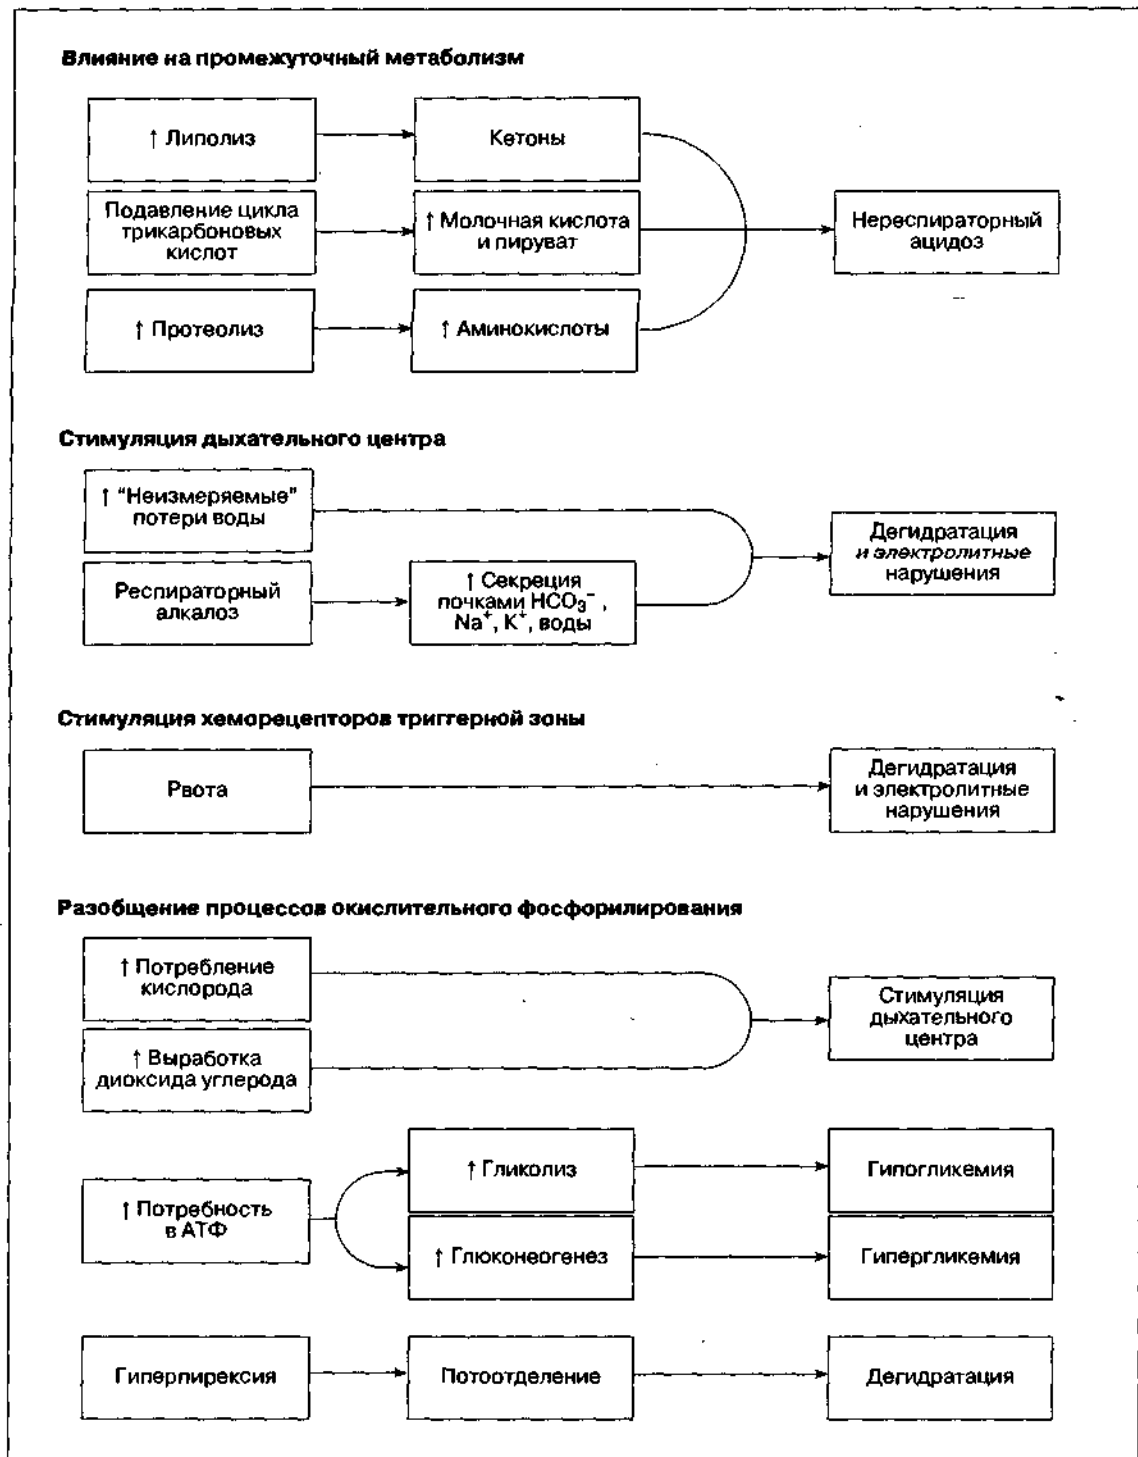 Влияние на промежуточный метаболизм
↑ Липолиз
Кетоны
Подавление цикла
трикарбоновых
кислот
↑ Молочная кислота
и пируват
Нереспираторный
ацидоз
↑ Протеолиз
↑ Аминокислоты
Стимуляция дыхательного центра
↑ "Неизмеряемые"
потери воды
Дегидратация
и электролитные
нарушения
Респираторный
алкалоз
↑ Секреция
почками HCO₃⁻,
Na⁺, K⁺, воды
Стимуляция хеморецепторов триггерной зоны
Рвота
Дегидратация
и электролитные
нарушения
Разобщение процессов окислительного фосфорилирования
↑ Потребление
кислорода
Стимуляция
дыхательного
центра
↑ Выработка
диоксида углерода
↑ Потребность
в АТФ
↑ Гликолиз
Гипогликемия
↑ Глюконеогенез
Гипергликемия
Гиперпирексия
Потоотделение
Дегидратация